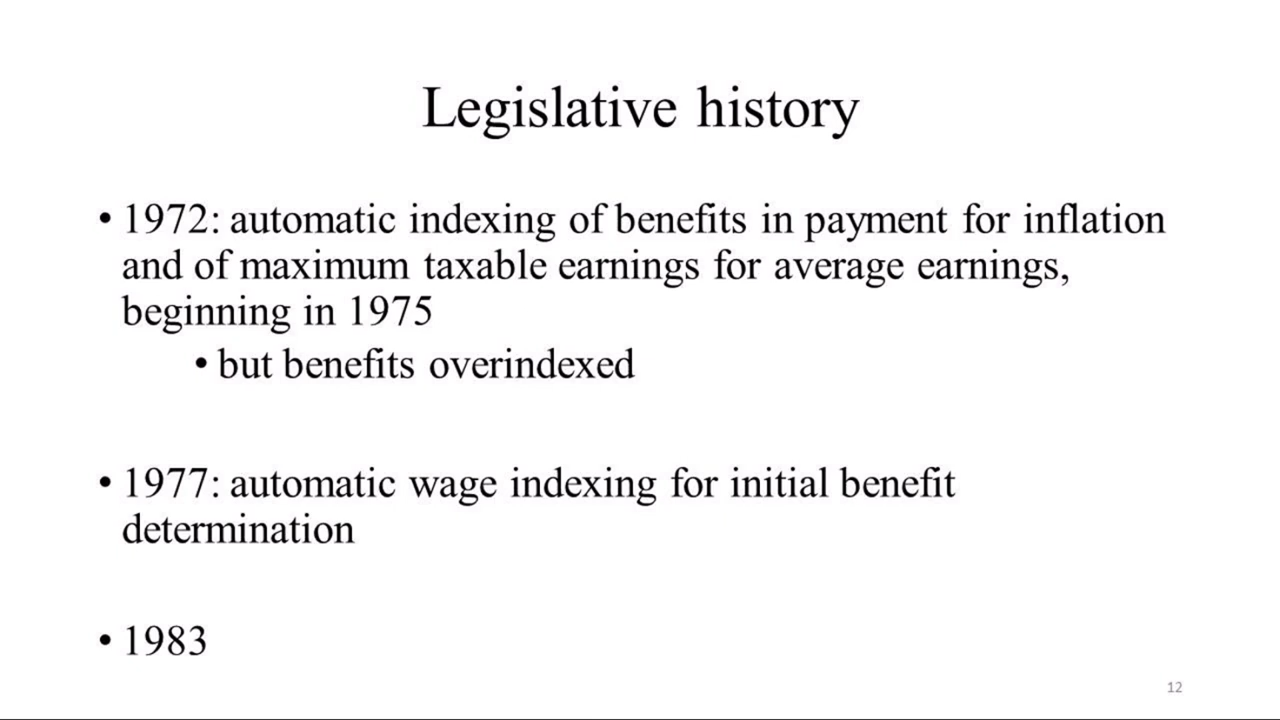 Legislative history
• 1972: automatic indexing of benefits in payment for inflation
and of maximum taxable earnings for average earnings,
beginning in 1975
• but benefits overindexed
• 1977: automatic wage indexing for initial benefit
determination
• 1983
12